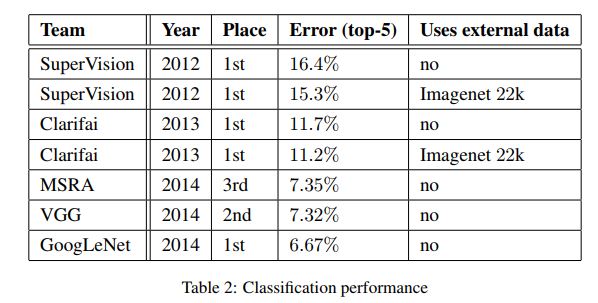 Team Year Place Error (top-5) Uses external data
SuperVision 2012 1st 16.4% no
SuperVision 2012 1st 15.3% Imagenet 22k
Clarifai 2013 1st 11.7% no
Clarifai 2013 1st 11.2% Imagenet 22k
MSRA 2014 3rd 7.35% no
VGG 2014 2nd 7.32% no
GoogLeNet 2014 1st 6.67% no
Table 2: Classification performance